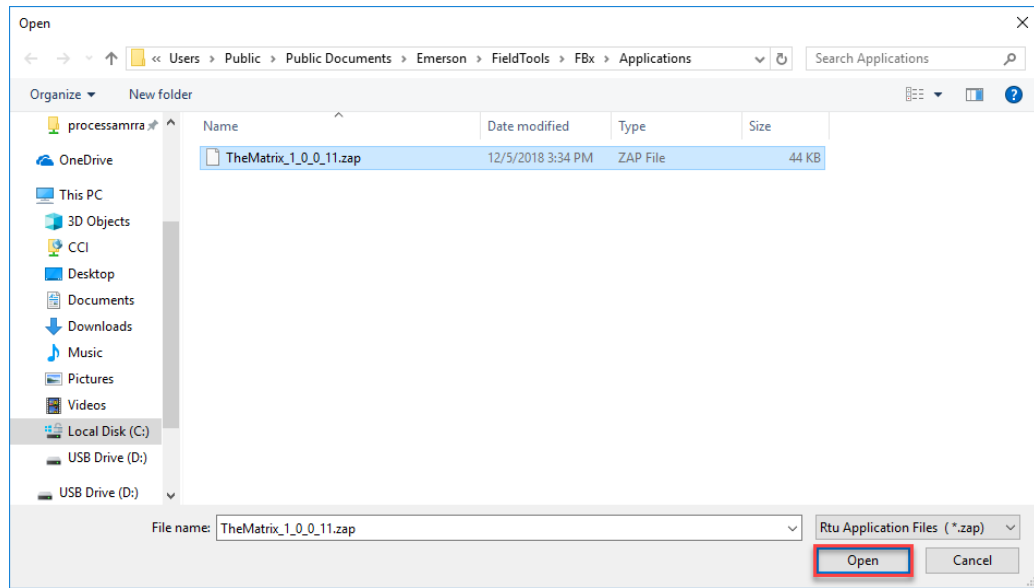 Open
« Users > Public > Public Documents > Emerson > FieldTools > FBx > Applications
Search Applications
Organize
New folder
Name
Date modified
Type
Size
TheMatrix_1_0_0_11.zap
12/5/2018 3:34 PM
ZAP File
44 KB
processamrra
OneDrive
This PC
3D Objects
CCI
Desktop
Documents
Downloads
Music
Pictures
Videos
Local Disk (C:)
USB Drive (D:)
USB Drive (D:)
File name: TheMatrix_1_0_0_11.zap
Rtu Application Files (*.zap)
Open
Cancel